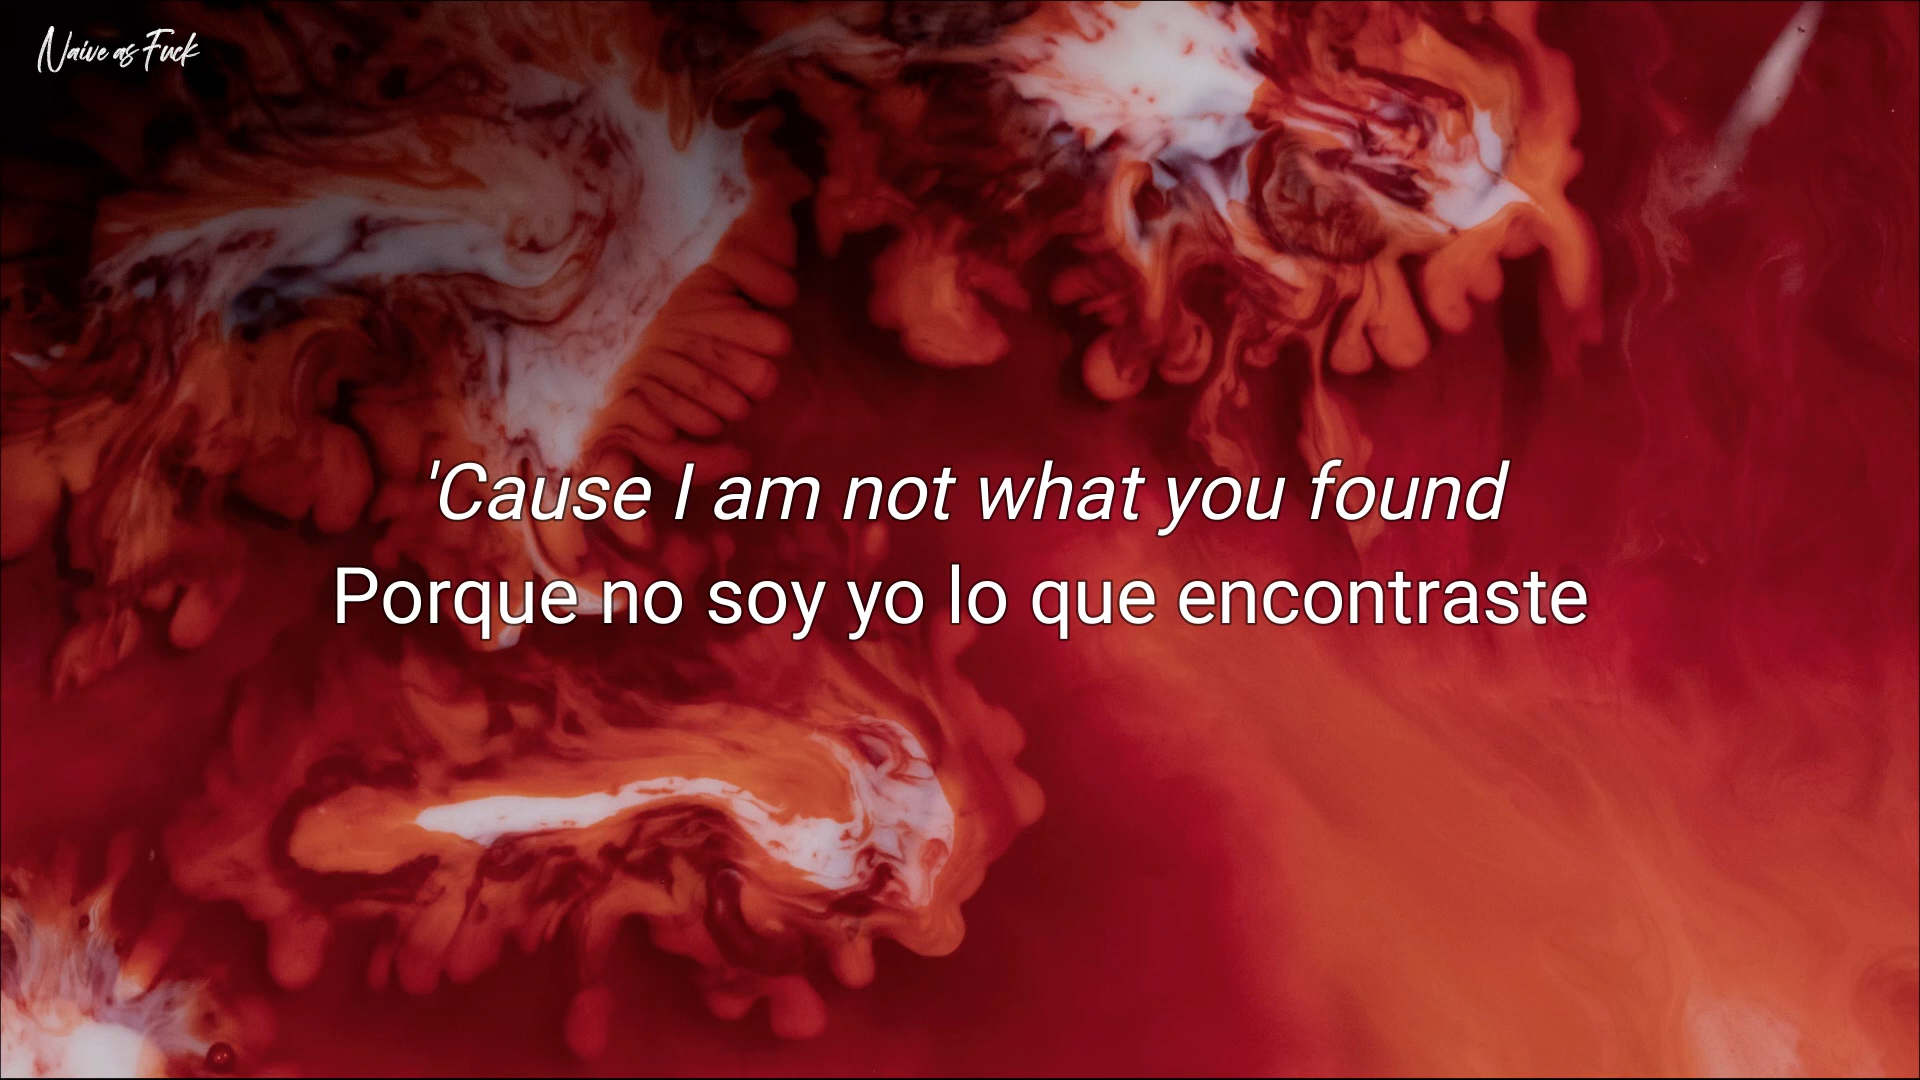 Naive as Fuck
'Cause I am not what you found
Porque no soy yo lo que encontraste